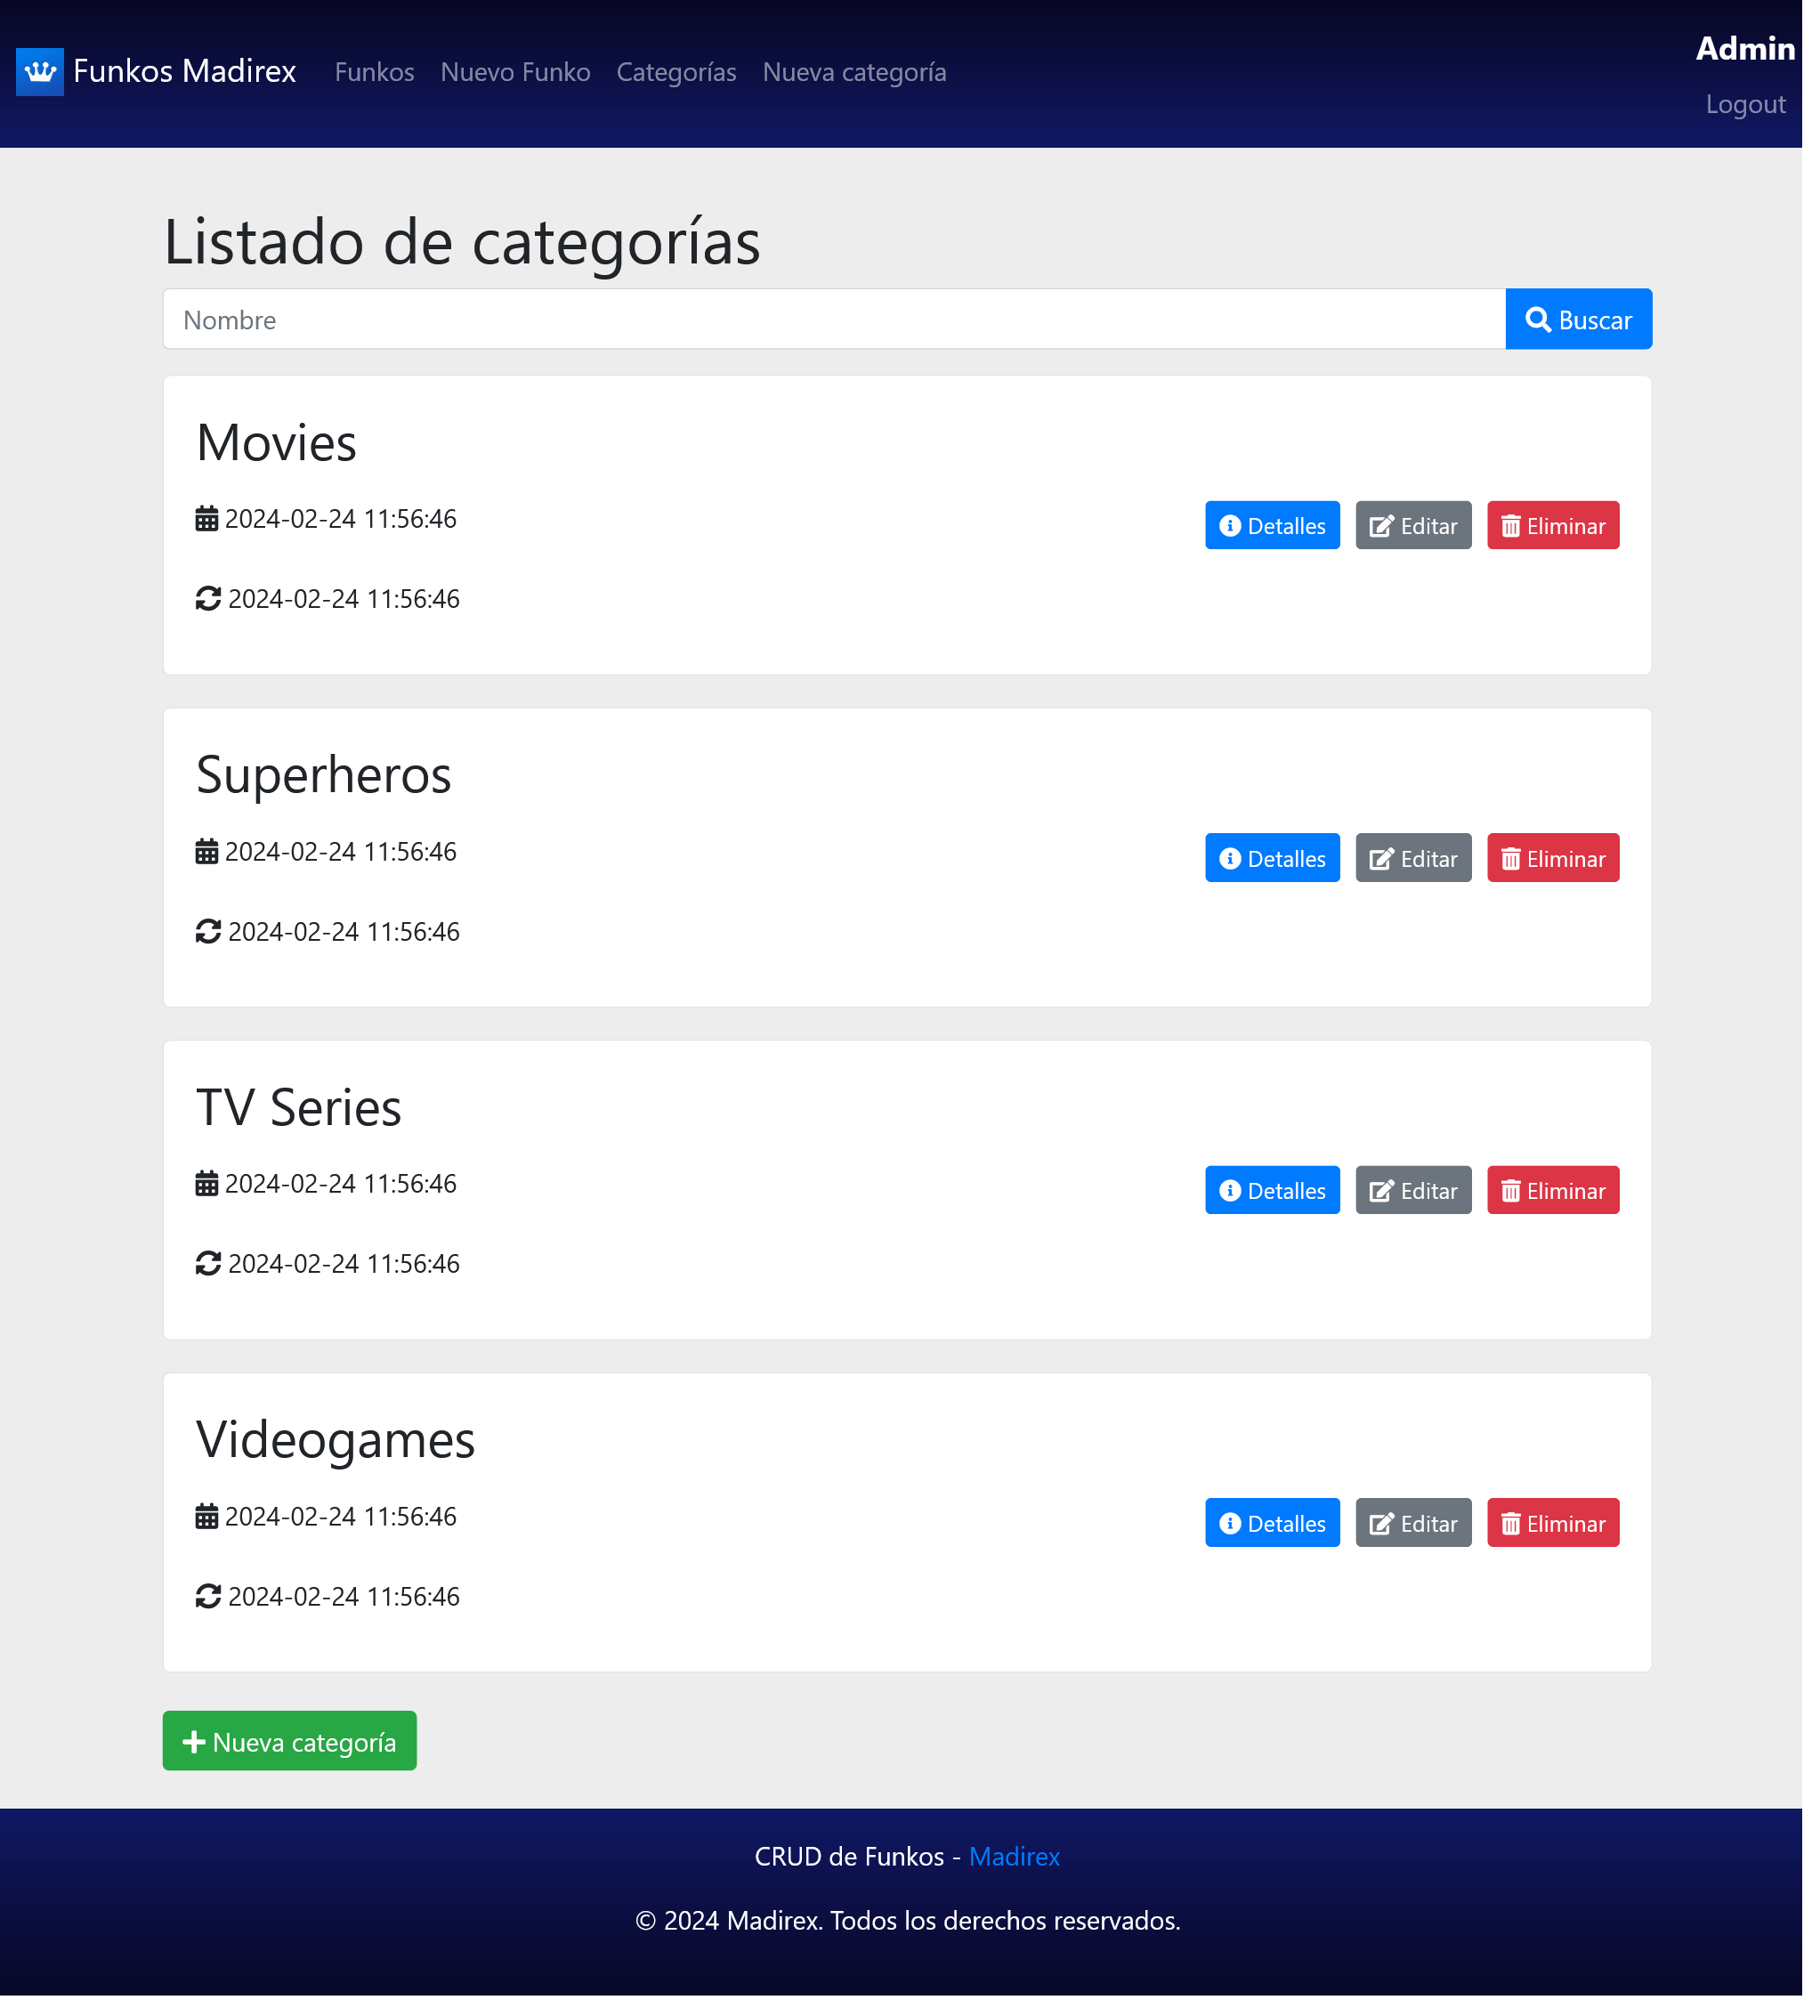 Funkos Madirex Funkos Nuevo Funko Categorías Nueva categoría
Admin
Logout
Listado de categorías
Nombre Buscar
Movies
2024-02-24 11:56:46 Detalles Editar Eliminar
2024-02-24 11:56:46
Superheros
2024-02-24 11:56:46 Detalles Editar Eliminar
2024-02-24 11:56:46
TV Series
2024-02-24 11:56:46 Detalles Editar Eliminar
2024-02-24 11:56:46
Videogames
2024-02-24 11:56:46 Detalles Editar Eliminar
2024-02-24 11:56:46
Nueva categoría
CRUD de Funkos - Madirex
© 2024 Madirex. Todos los derechos reservados.